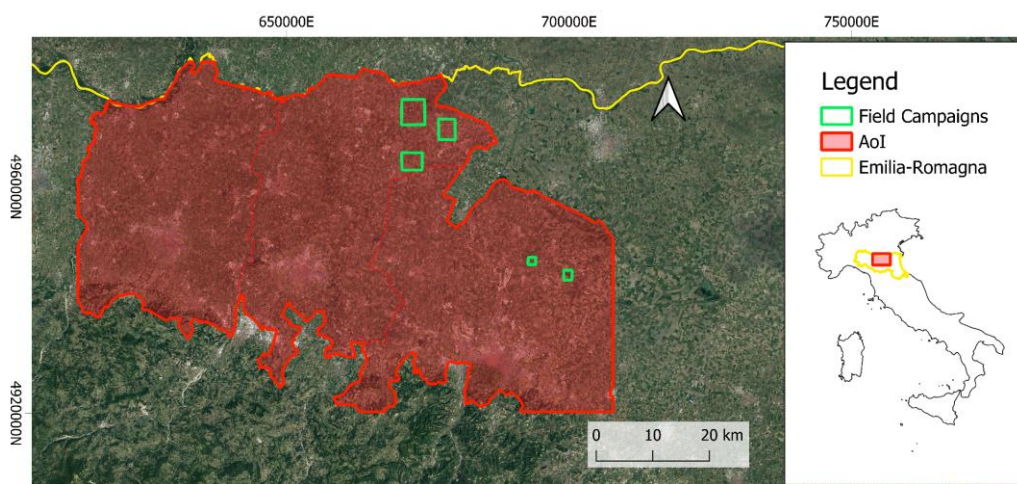 650000E
700000E
750000E
4960000N
4920000N
Legend
Field Campaigns
AoI
Emilia-Romagna
0
10
20 km